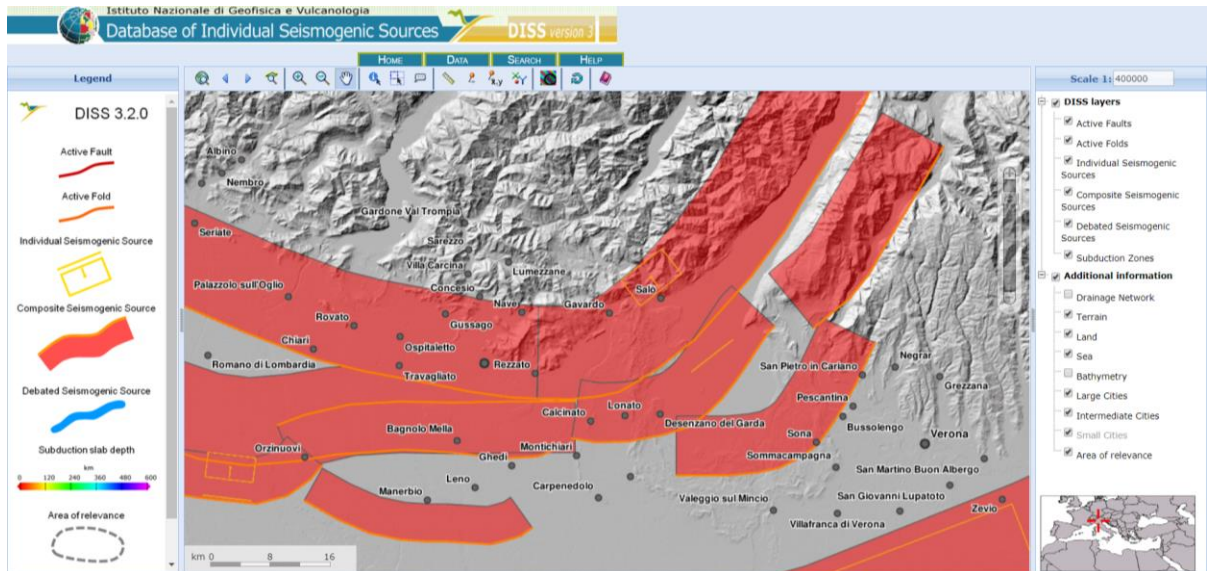 Istituto Nazionale di Geofisica e Vulcanologia
Database of Individual Seismogenic Sources
DISS version 3
HOME DATA SEARCH HELP
Legend
Scale 1: 400000
DISS 3.2.0
Active Fault
Active Fold
Individual Seismogenic Source
Composite Seismogenic Source
Debated Seismogenic Source
Subduction slab depth
km
0 120 240 360 480 600
Area of relevance
x,y
Albino
Nembro
Gardone Val Trompia
Seriate
Sarezzo
Villa Carcina
Lumezzane
Palazzolo sull'Oglio
Concesio
Nave
Gavardo
Salo
Rovato
Gussago
Chiari
Ospitaletto
Romano di Lombardia
Travagliato
Rezzato
San Pietro in Cariano
Negrar
Grezzana
Calcinato
Lonato
Pescantina
Bagnolo Mella
Desenzano del Garda
Bussolengo
Sona
Verona
Orzinuovi
Montichiari
Ghedi
Sommacampagna
San Martino Buon Albergo
Leno
Carpenedolo
Manerbio
Valeggio sul Mincio
San Giovanni Lupatoto
Zevio
Villafranca di Verona
km 0 8 16
DISS layers
Active Faults
Active Folds
Individual Seismogenic
Sources
Composite Seismogenic
Sources
Debated Seismogenic
Sources
Subduction Zones
Additional information
Drainage Network
Terrain
Land
Sea
Bathymetry
Large Cities
Intermediate Cities
Small Cities
Area of relevance